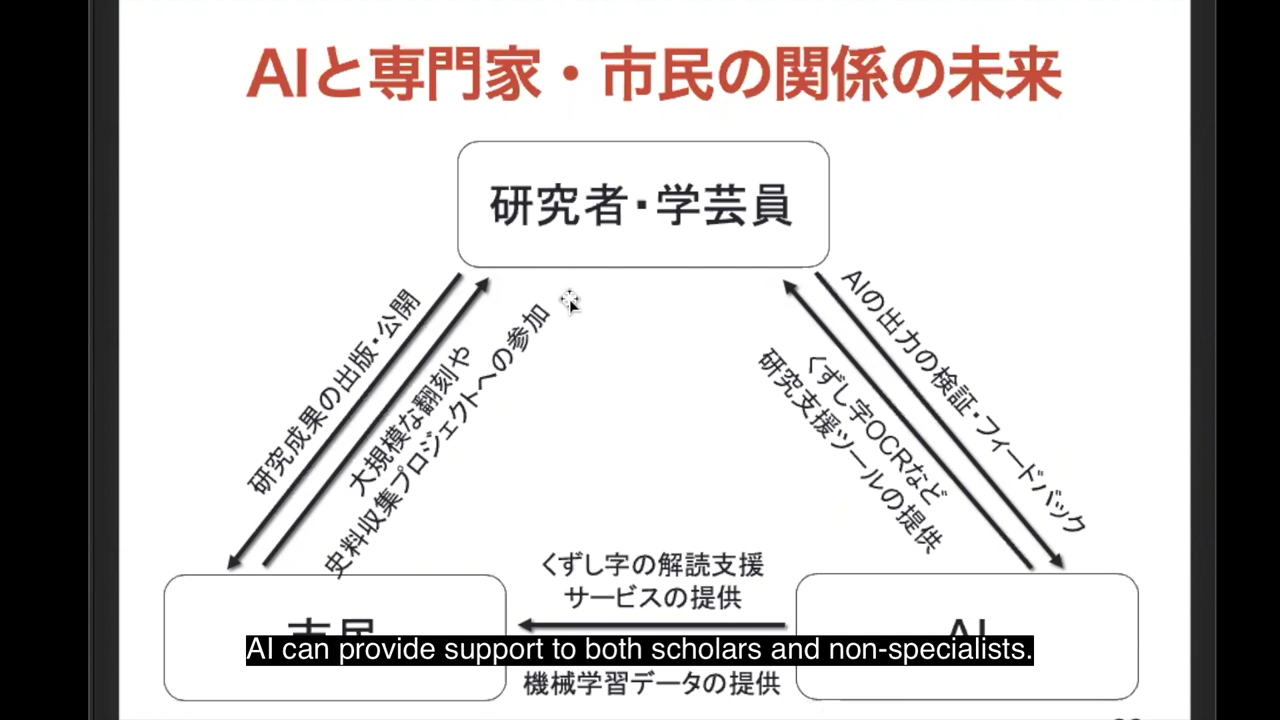 AIと専門家・市民の関係の未来
研究者・学芸員
研究成果の出版・公開
大規模な翻刻や
史料収集プロジェクトへの参加
AIの出力の検証・フィードバック
くずし字OCRなど
研究支援ツールの提供
くずし字の解読支援
サービスの提供
市民
AI
AI can provide support to both scholars and non-specialists.
機械学習データの提供